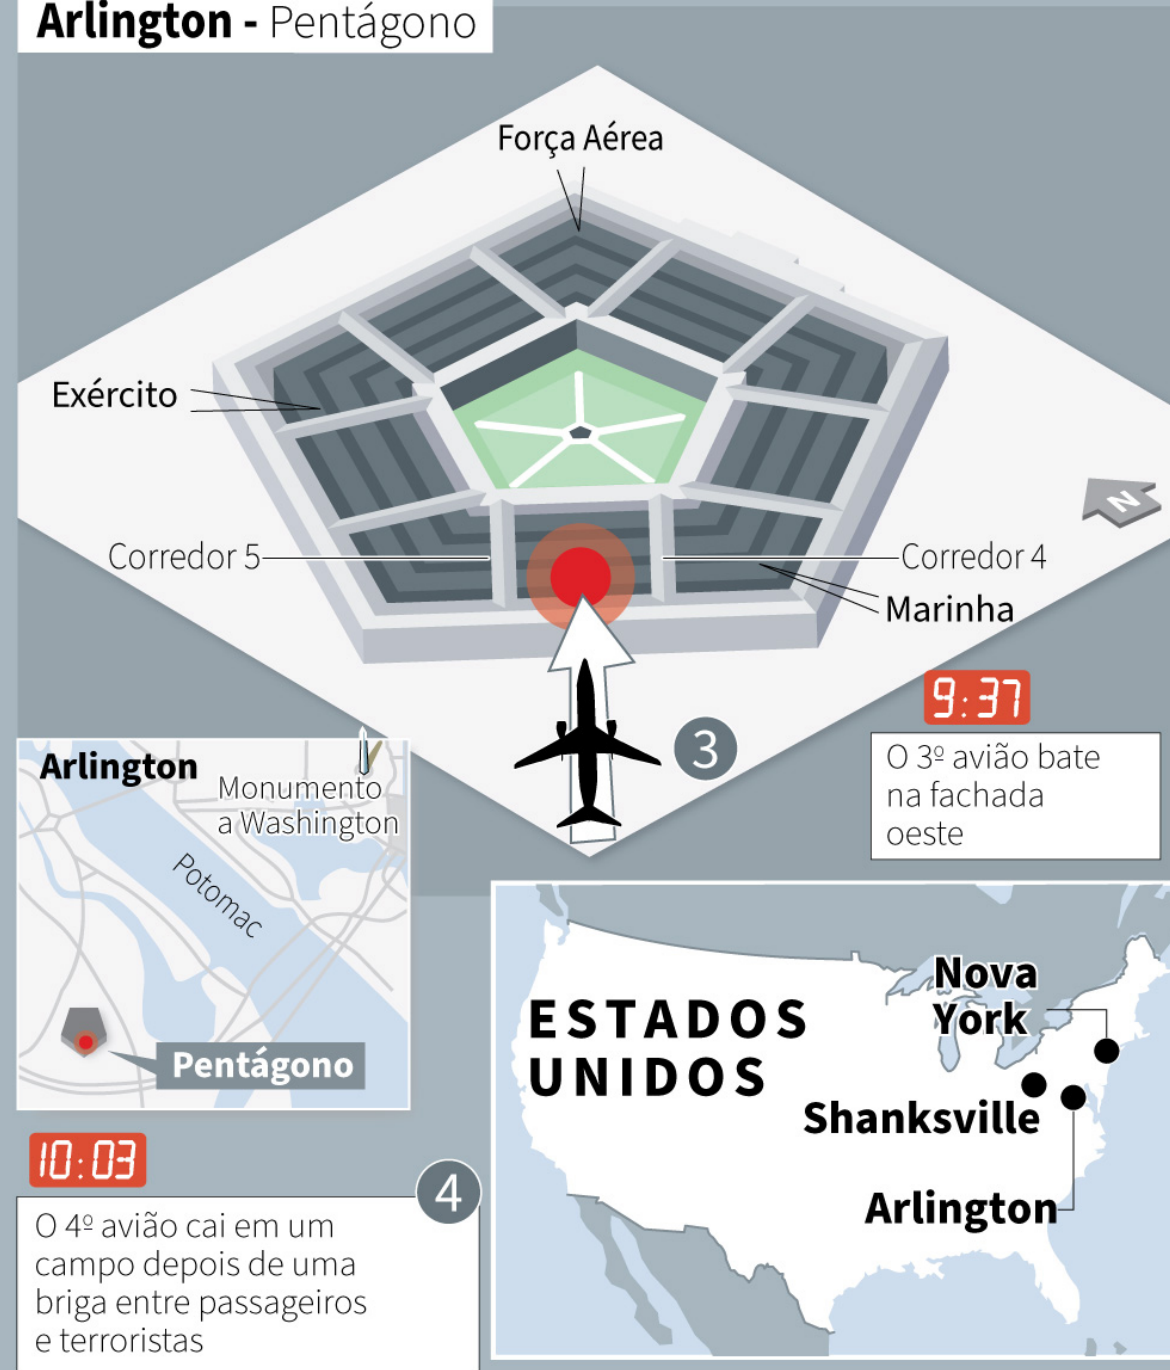 Arlington - Pentágono
Força Aérea
Exército
N
Corredor 5
Corredor 4
Marinha
9:37
3
O 3º avião bate
na fachada
oeste
Arlington
Monumento
a Washington
Potomac
Pentágono
ESTADOS
UNIDOS
Nova
York
Shanksville
Arlington
10:03
4
O 4º avião cai em um
campo depois de uma
briga entre passageiros
e terroristas